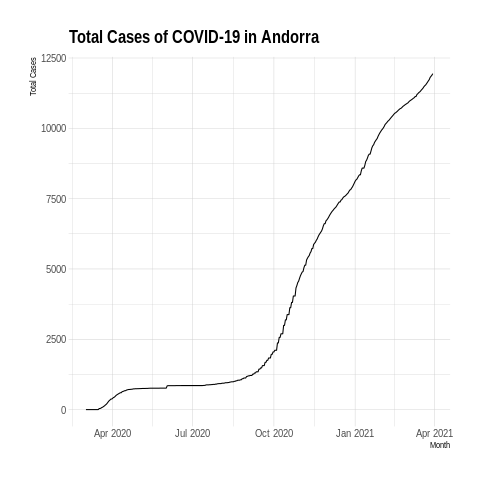 Total Cases of COVID-19 in Andorra
Total Cases
12500
10000
7500
5000
2500
0
Apr 2020 Jul 2020 Oct 2020 Jan 2021 Apr 2021
Month